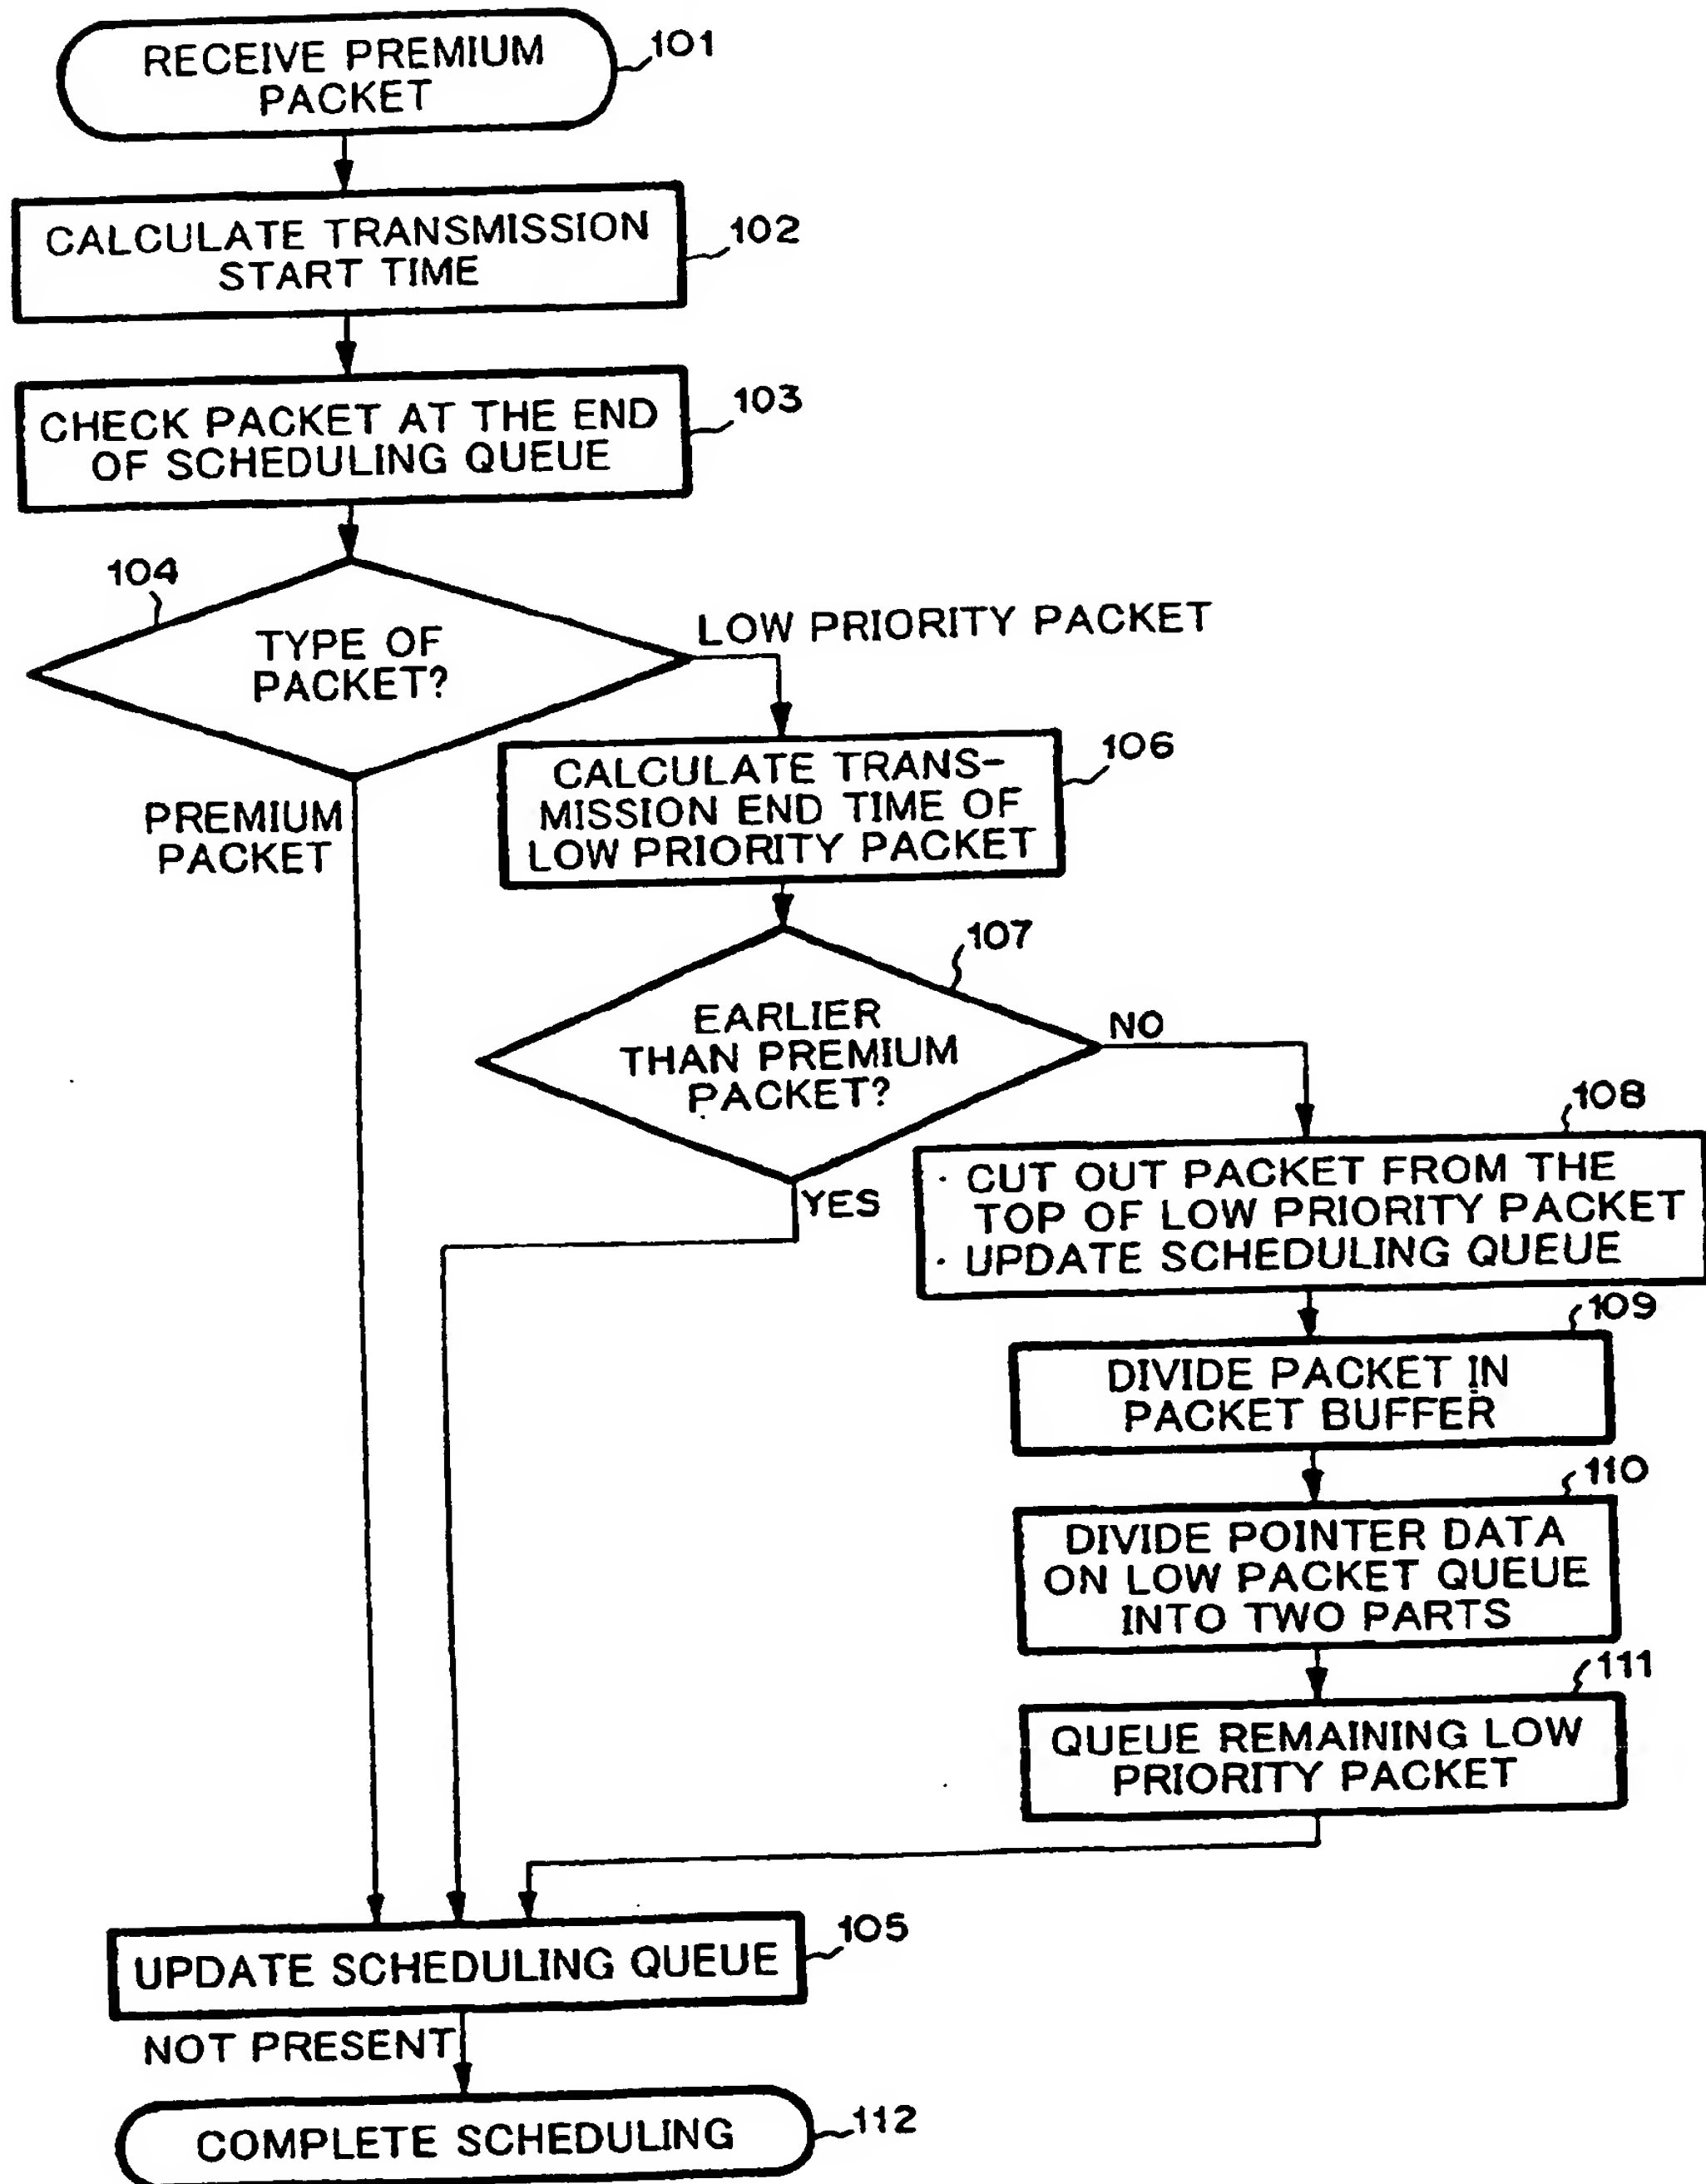 RECEIVE PREMIUM
PACKET
101
CALCULATE TRANSMISSION
START TIME
102
CHECK PACKET AT THE END
OF SCHEDULING QUEUE
103
104
TYPE OF
PACKET?
LOW PRIORITY PACKET
PREMIUM
PACKET
CALCULATE TRANS-
MISSION END TIME OF
LOW PRIORITY PACKET
106
107
EARLIER
THAN PREMIUM
PACKET?
NO
YES
108
· CUT OUT PACKET FROM THE
TOP OF LOW PRIORITY PACKET
· UPDATE SCHEDULING QUEUE
109
DIVIDE PACKET IN
PACKET BUFFER
110
DIVIDE POINTER DATA
ON LOW PACKET QUEUE
INTO TWO PARTS
111
QUEUE REMAINING LOW
PRIORITY PACKET
UPDATE SCHEDULING QUEUE
105
NOT PRESENT
COMPLETE SCHEDULING
112